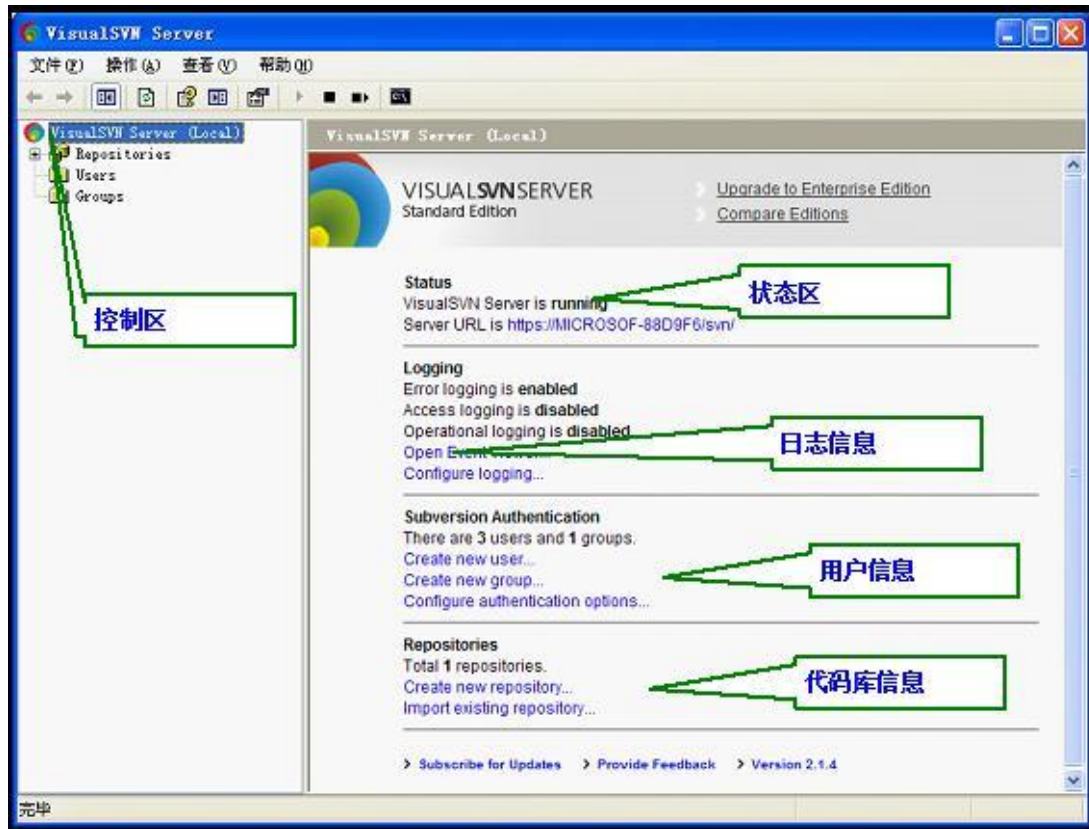 VisualSVN Server
文件(F) 操作(A) 查看(V) 帮助(H)
VisualSVN Server (Local)
Repositories
Users
Groups
控制区
VisualSVN Server (Local)
VISUALSVNSERVER
Standard Edition
Upgrade to Enterprise Edition
Compare Editions
Status
VisualSVN Server is running
Server URL is https://MICROSOF-88D9F6/svn/
状态区
Logging
Error logging is enabled
Access logging is disabled
Operational logging is disabled
Open Event
Configure logging...
日志信息
Subversion Authentication
There are 3 users and 1 groups.
Create new user...
Create new group...
Configure authentication options...
用户信息
Repositories
Total 1 repositories.
Create new repository...
Import existing repository...
代码库信息
Subscribe for Updates Provide Feedback Version 2.1.4
完毕